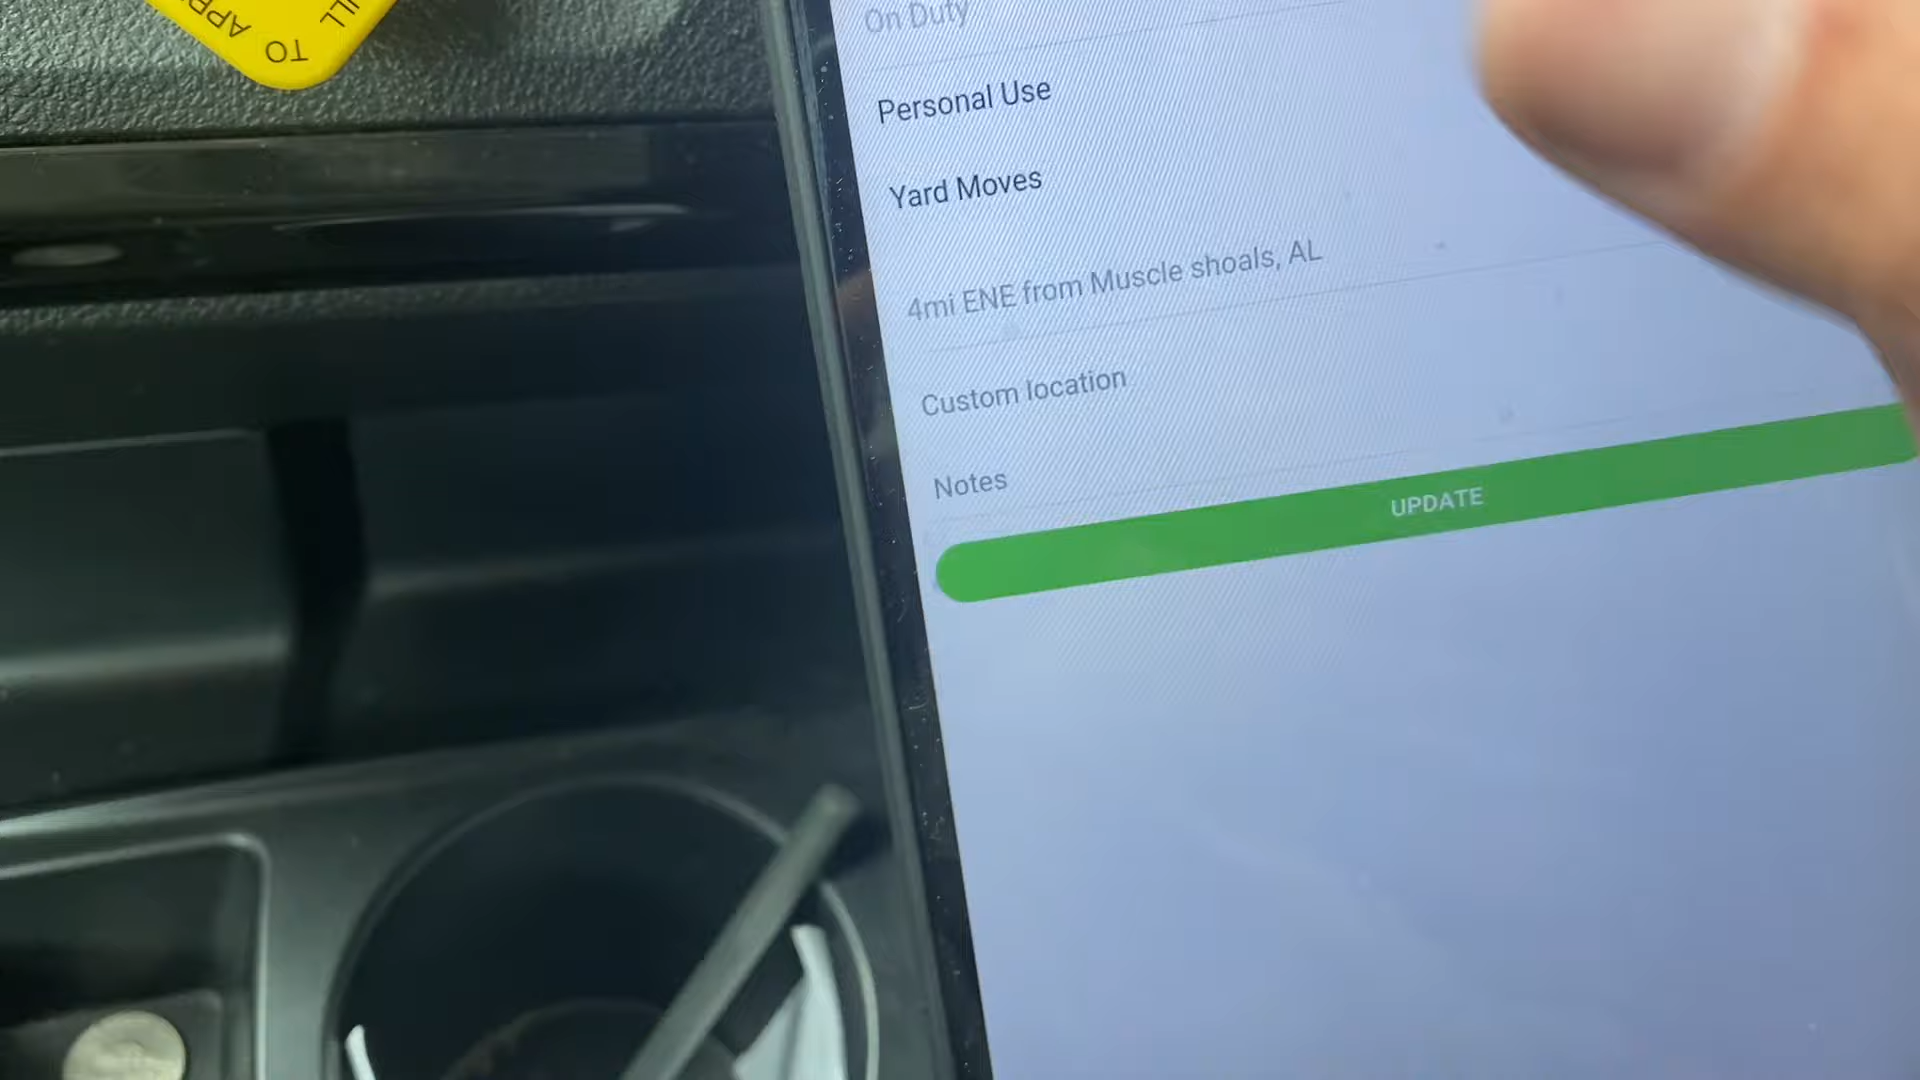 TO
On Duty
Personal Use
Yard Moves
4mi ENE from Muscle shoals, AL
Custom location
Notes
UPDATE